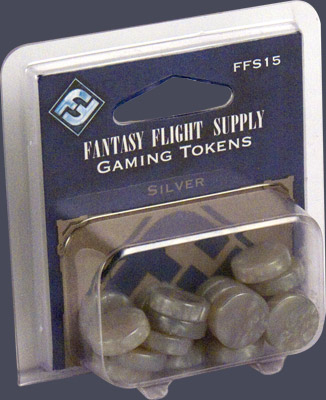 FFS15
FANTASY FLIGHT SUPPLY
GAMING TOKENS
SILVER